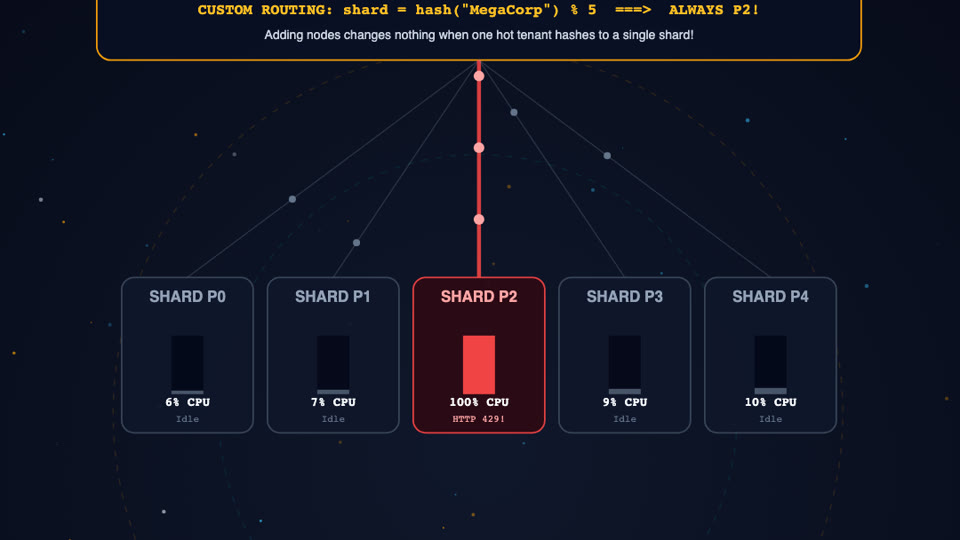 CUSTOM ROUTING: shard = hash("MegaCorp") % 5 ===> ALWAYS P2!
Adding nodes changes nothing when one hot tenant hashes to a single shard!
SHARD P0
SHARD P1
SHARD P2
SHARD P3
SHARD P4
6% CPU
7% CPU
100% CPU
9% CPU
10% CPU
Idle
Idle
HTTP 429!
Idle
Idle